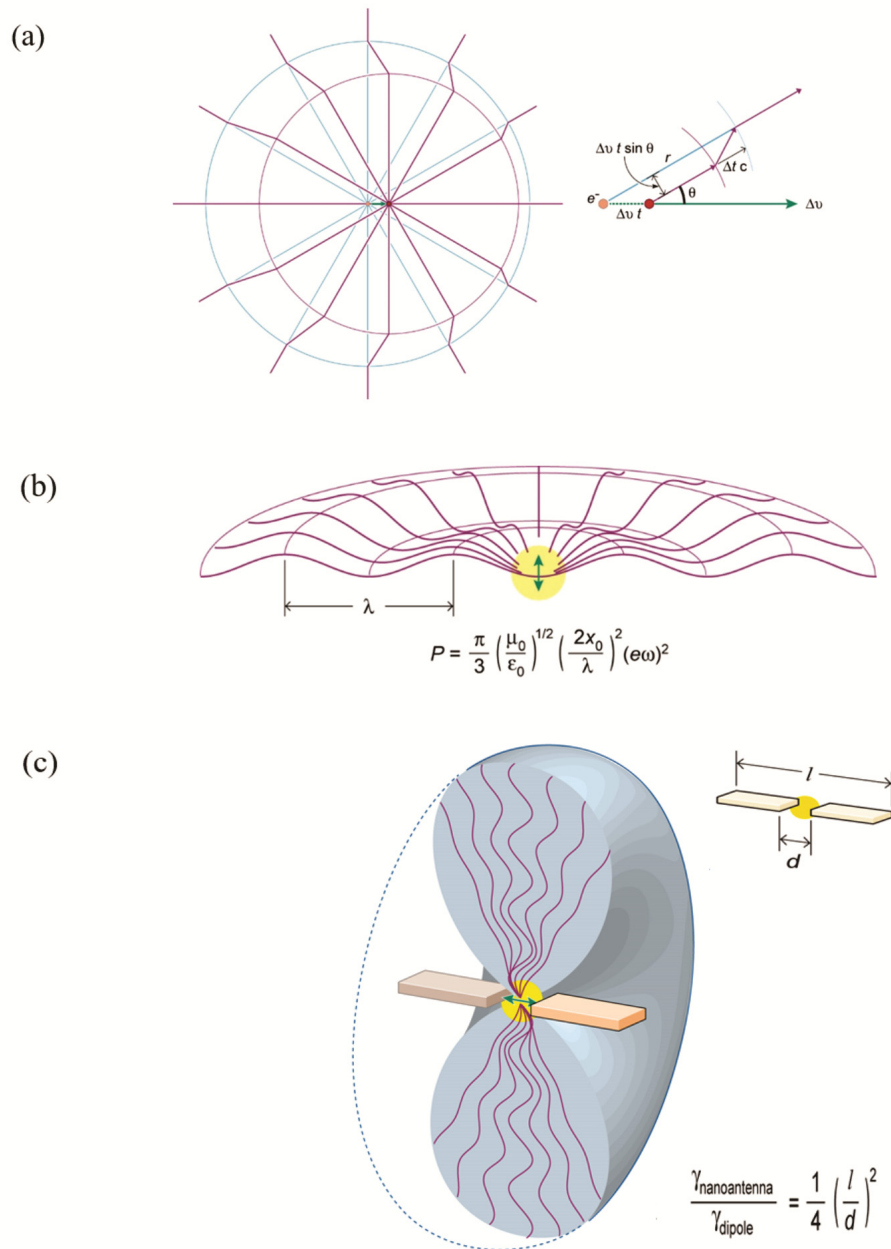 (a)
Δυ t sin θ
r
Δt c
e⁻
θ
Δυ t
Δυ
(b)
λ
P = π/3 (μ₀/ε₀)^1/2 (2x₀/λ)² (eω)²
(c)
l
d
γnanoantenna/γdipole = 1/4 (l/d)²